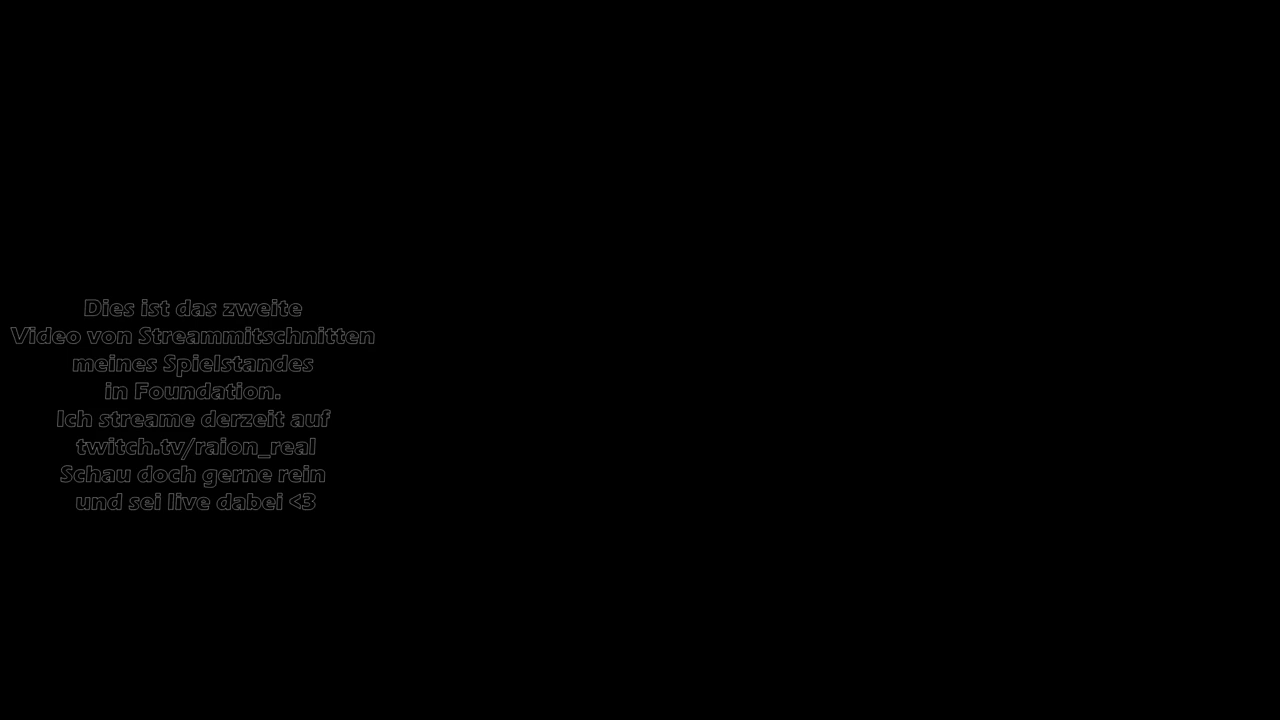 Dies ist das zweite
Video von Streammitschnitten
meines Spielstandes
in Foundation.
Ich streame derzeit auf
twitch.tv/raion_real
Schau doch gerne rein
und sei live dabei <3